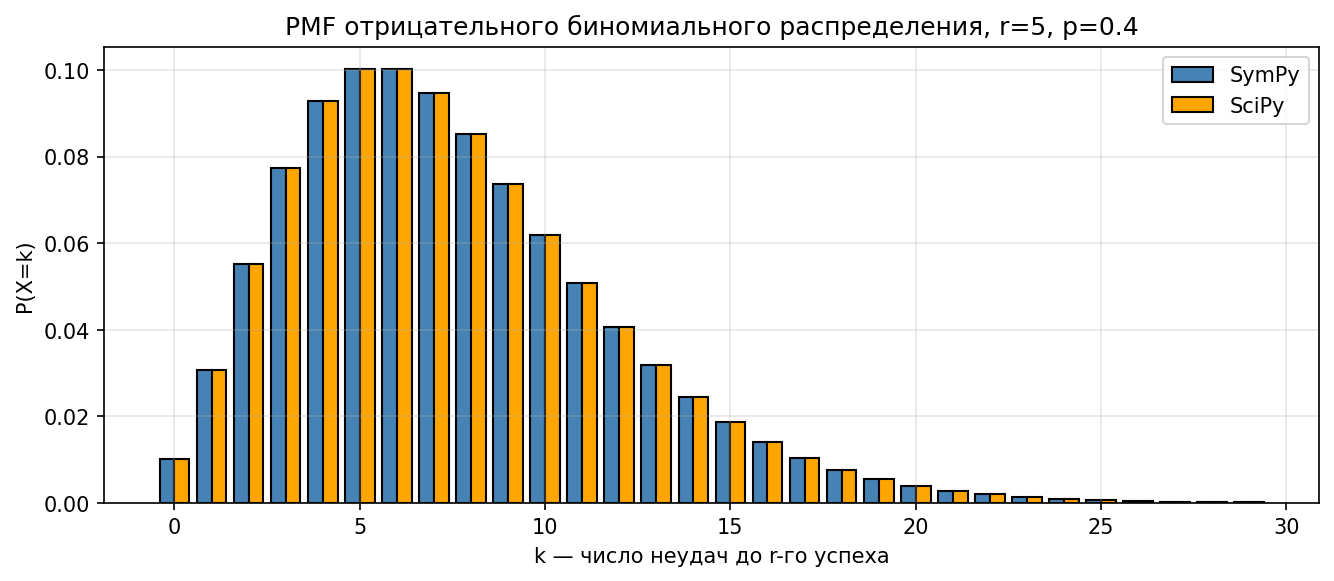 PMF отрицательного биномиального распределения, r=5, p=0.4
SymPy
SciPy
P(X=k)
0.10
0.08
0.06
0.04
0.02
0.00
0 5 10 15 20 25 30
k — число неудач до r-го успеха